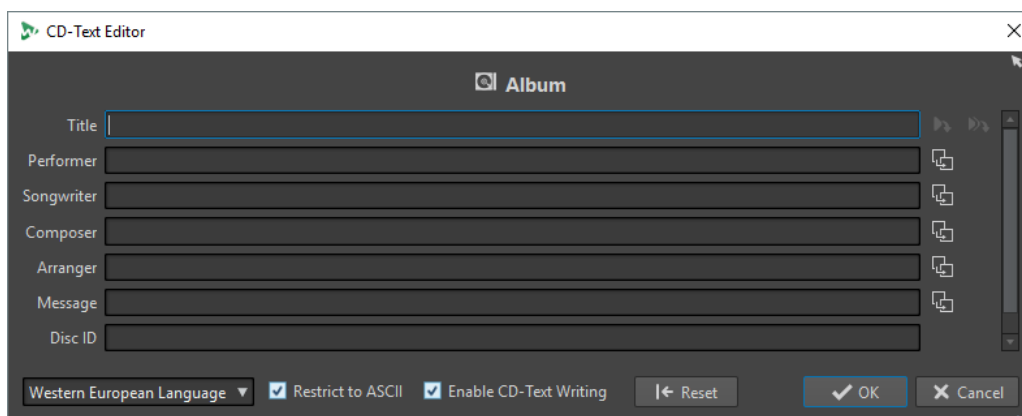 CD-Text Editor
Album
Title
Performer
Songwriter
Composer
Arranger
Message
Disc ID
Western European Language Restrict to ASCII Enable CD-Text Writing Reset OK Cancel